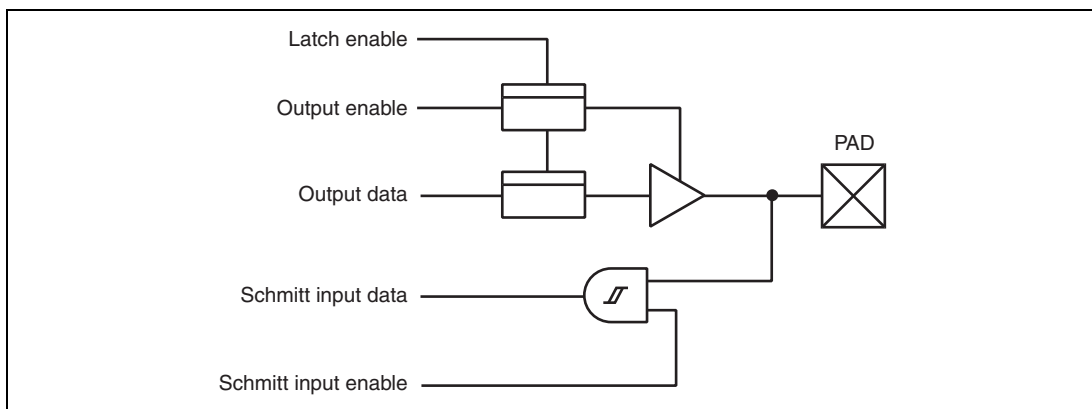 Latch enable
Output enable
PAD
Output data
Schmitt input data
Schmitt input enable